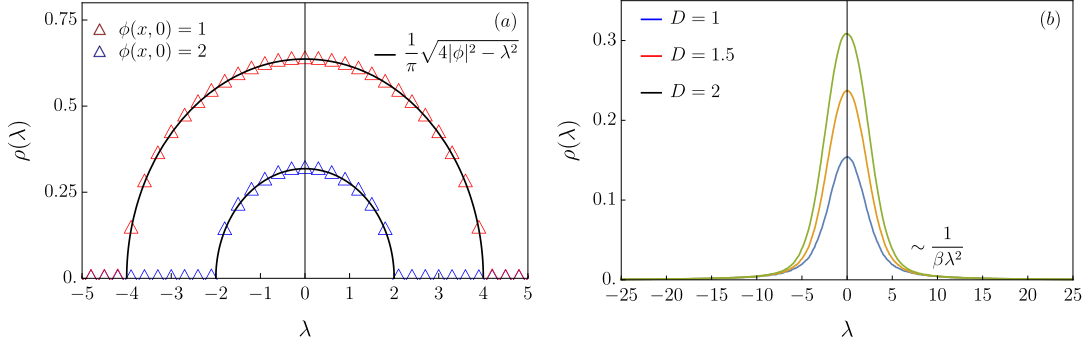 (a)
φ(x, 0) = 1
φ(x, 0) = 2
1/π √(4|φ|² − λ²)
ρ(λ)
0.75
0.5
0.25
0.
−5 −4 −3 −2 −1 0 1 2 3 4 5
λ
(b)
D = 1
D = 1.5
D = 2
ρ(λ)
0.3
0.2
0.1
0.
∼ 1/βλ²
−25 −20 −15 −10 −5 0 5 10 15 20 25
λ